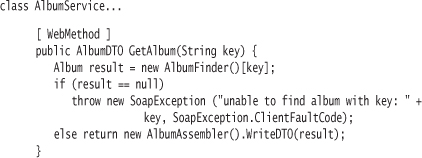 class AlbumService...
[ WebMethod ]
public AlbumDTO GetAlbum(String key) {
Album result = new AlbumFinder()[key];
if (result == null)
throw new SoapException ("unable to find album with key: " +
key, SoapException.ClientFaultCode);
else return new AlbumAssembler().WriteDTO(result);
}